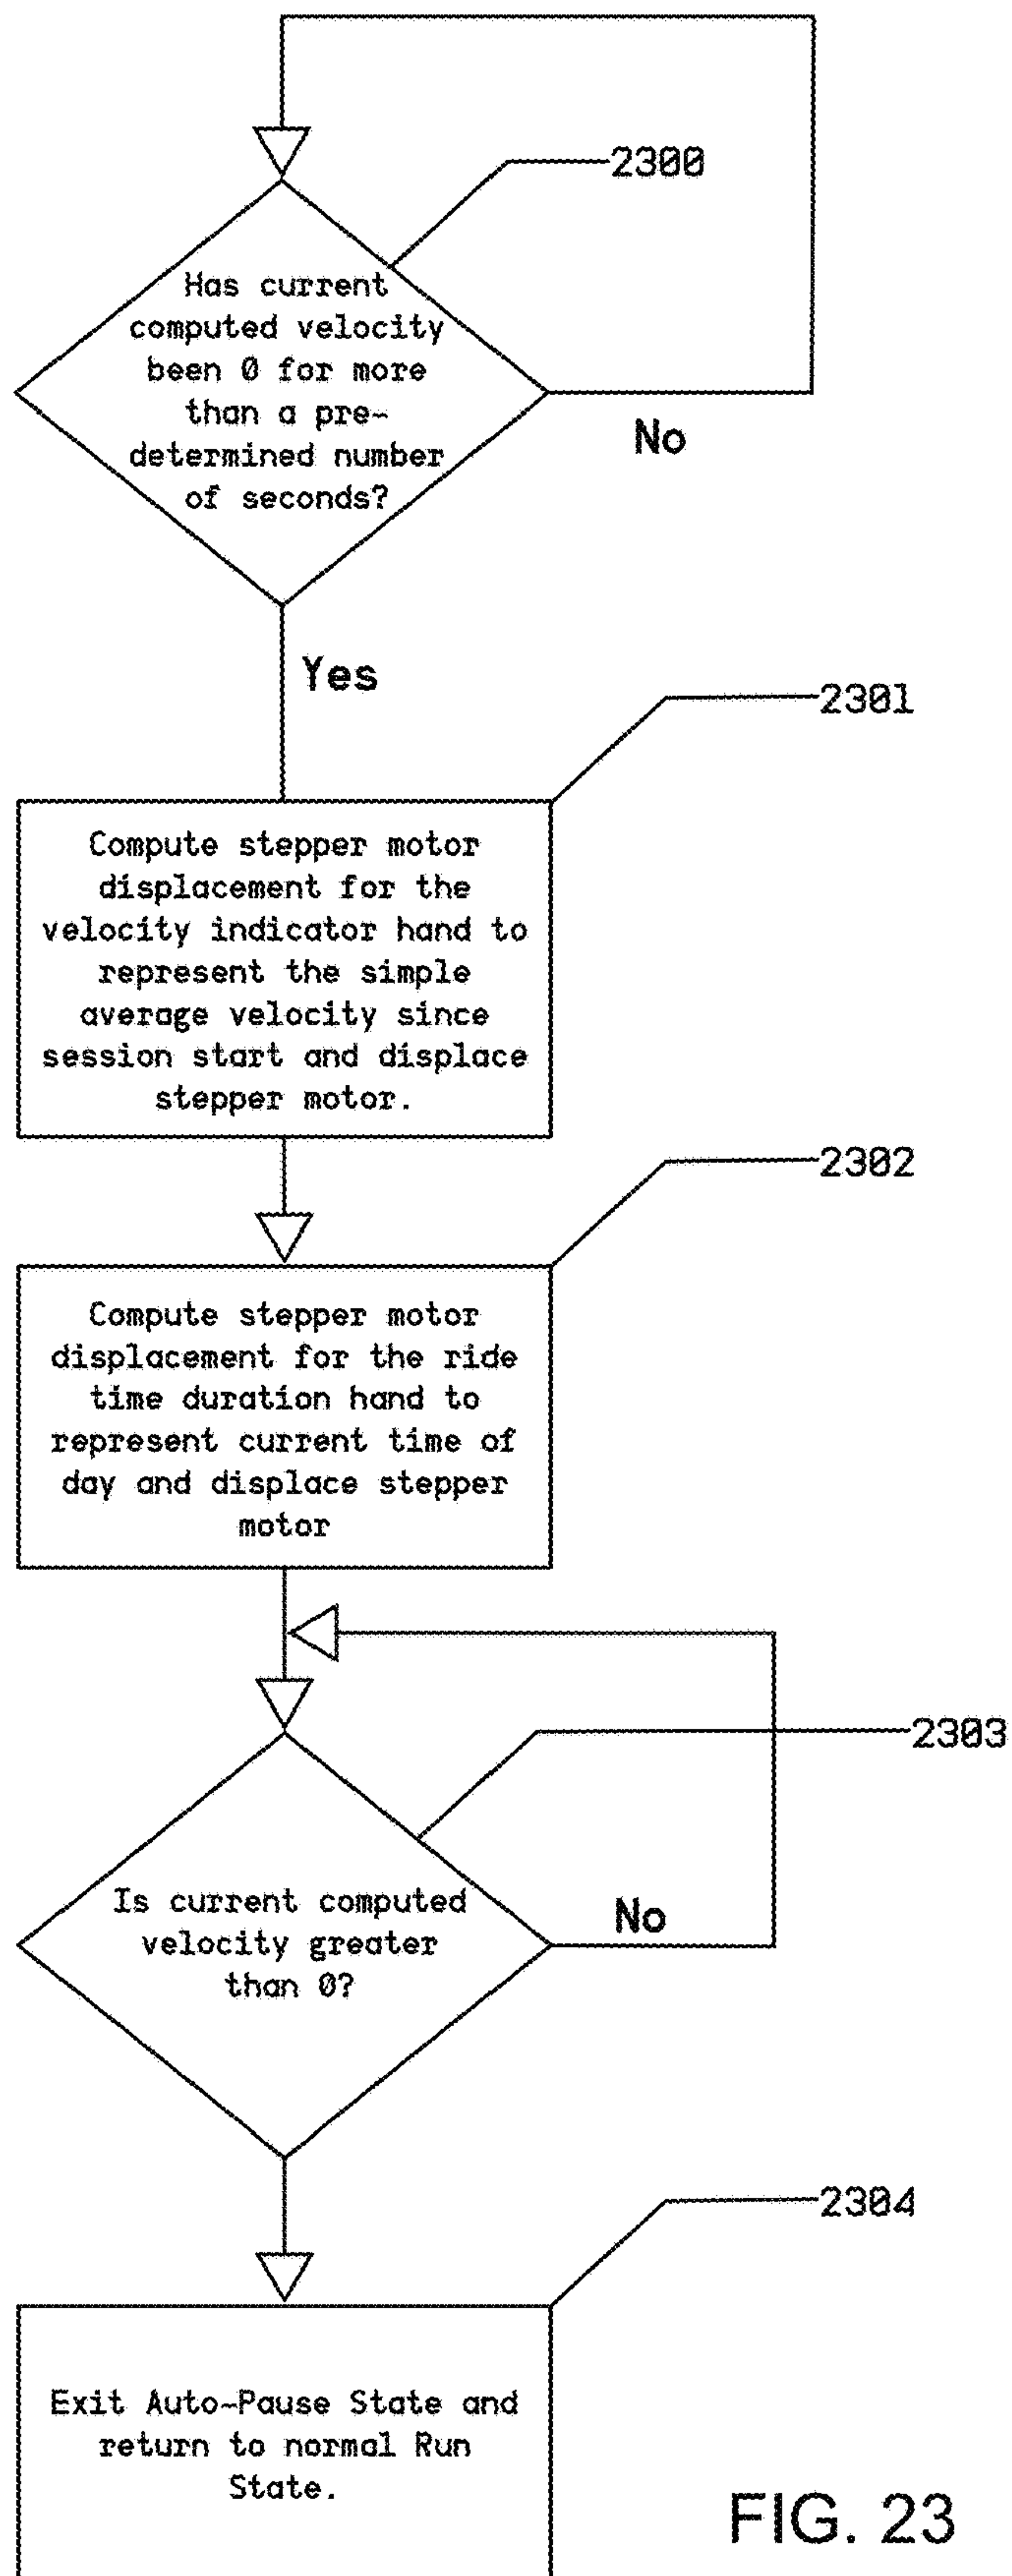 2300
Has current
computed velocity
been 0 for more
than a pre-
determined number
of seconds?
No
Yes
2301
Compute stepper motor
displacement for the
velocity indicator hand to
represent the simple
average velocity since
session start and displace
stepper motor.
2302
Compute stepper motor
displacement for the ride
time duration hand to
represent current time of
day and displace stepper
motor
2303
Is current computed
velocity greater
than 0?
No
2304
Exit Auto-Pause State and
return to normal Run
State.
FIG. 23